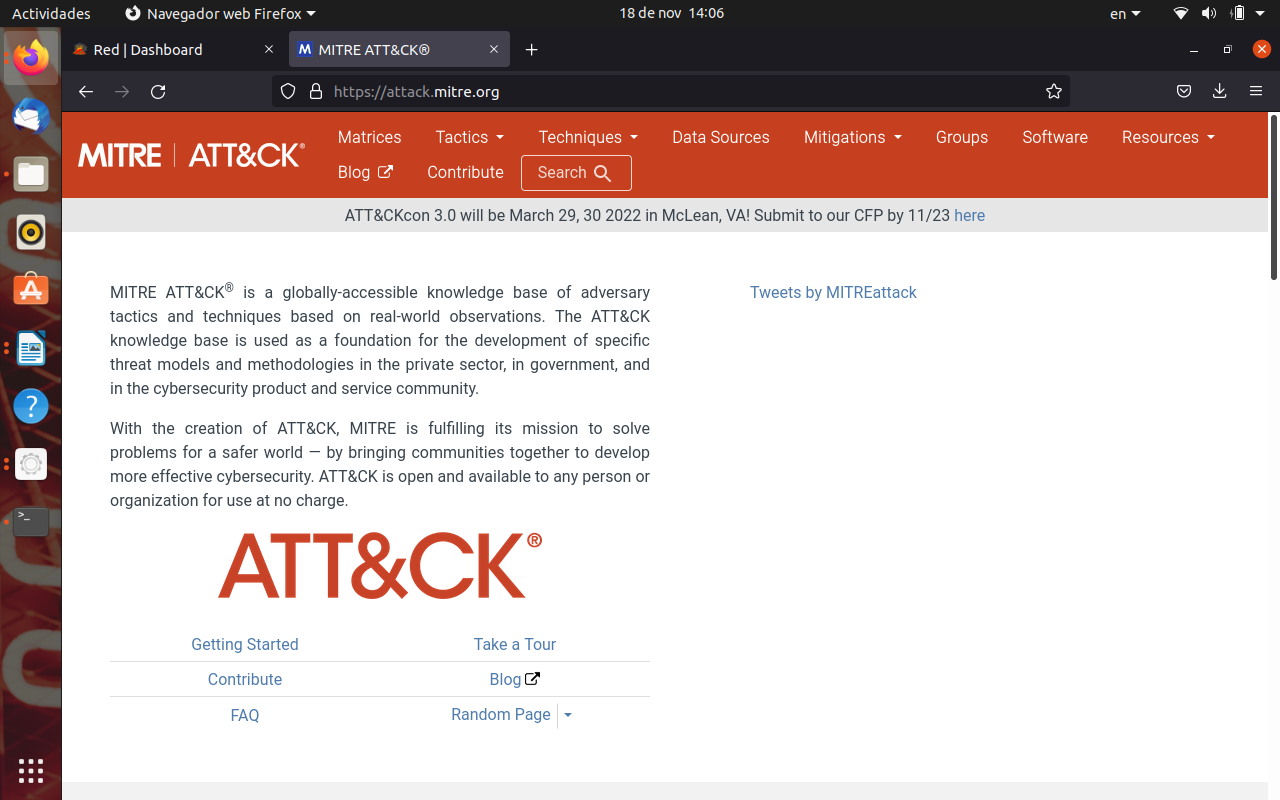 Actividades Navegador web Firefox 18 de nov 14:06 en
Red | Dashboard MITRE ATT&CK®
https://attack.mitre.org
MITRE | ATT&CK®
Matrices Tactics Techniques Data Sources Mitigations Groups Software Resources
Blog Contribute Search
ATT&CKcon 3.0 will be March 29, 30 2022 in McLean, VA! Submit to our CFP by 11/23 here
MITRE ATT&CK® is a globally-accessible knowledge base of adversary
tactics and techniques based on real-world observations. The ATT&CK
knowledge base is used as a foundation for the development of specific
threat models and methodologies in the private sector, in government, and
in the cybersecurity product and service community.
With the creation of ATT&CK, MITRE is fulfilling its mission to solve
problems for a safer world — by bringing communities together to develop
more effective cybersecurity. ATT&CK is open and available to any person or
organization for use at no charge.
Tweets by MITREattack
ATT&CK®
Getting Started Take a Tour
Contribute Blog
FAQ Random Page